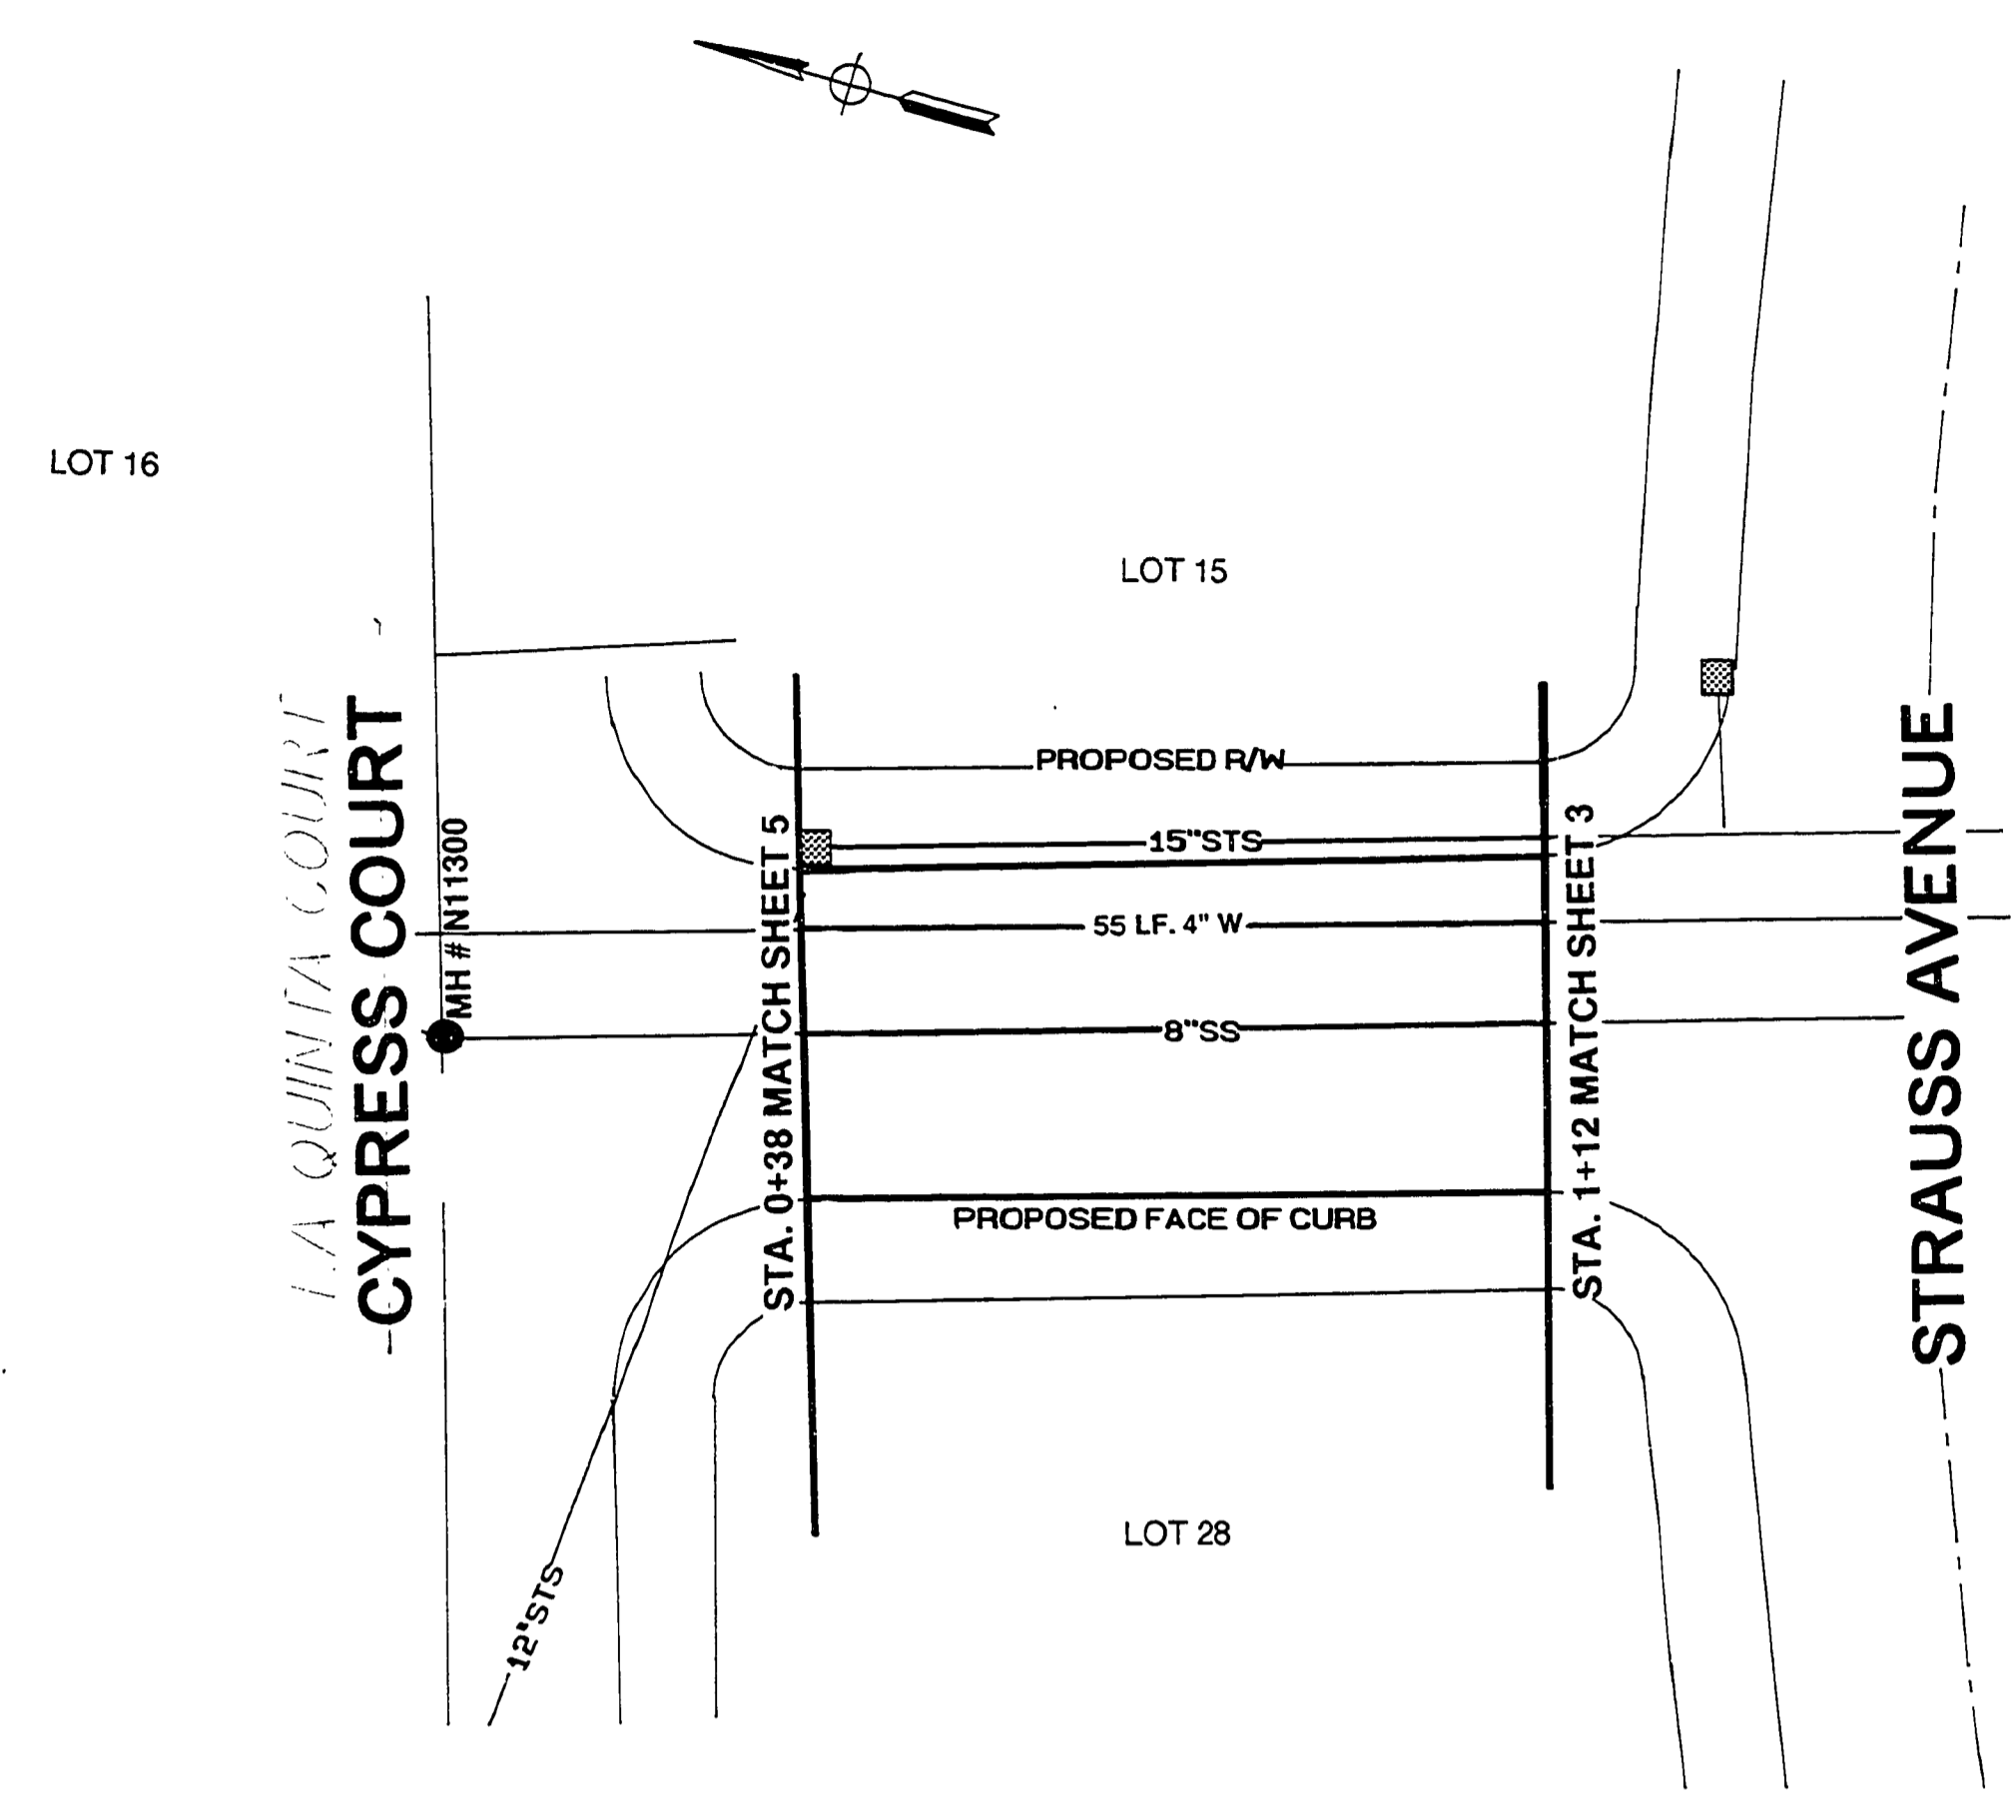 LOT 16
LOT 15
LA QUINTA COURT
CYPRESS COURT
MH # N11300
STA. 0+38 MATCH SHEET 5
PROPOSED R/W
15"STS
55 LF. 4" W
8"SS
PROPOSED FACE OF CURB
STA. 1+12 MATCH SHEET 3
STRAUSS AVENUE
LOT 28
12"STS